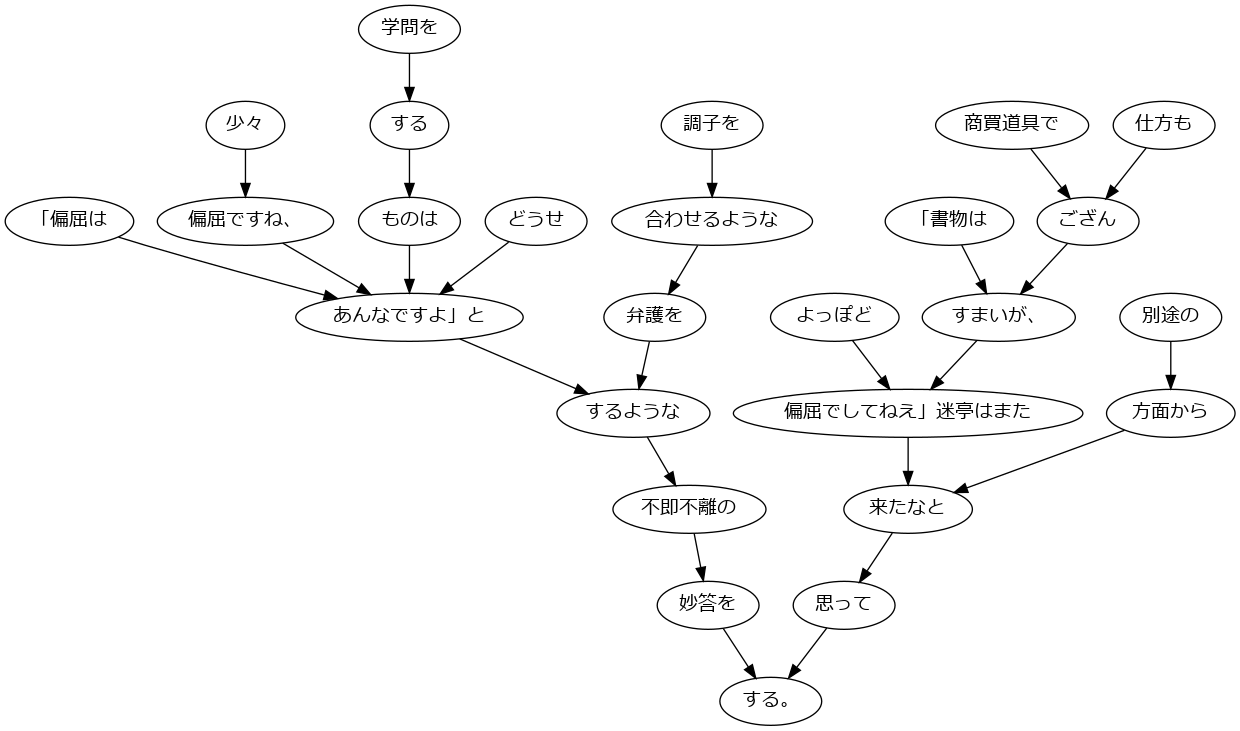 学問を
少々
する
調子を
商買道具で
仕方も
「偏屈は
偏屈ですね、
ものは
どうせ
合わせるような
「書物は
ござん
あんなですよ」と
弁護を
よっぽど
すまいが、
別途の
するような
偏屈でしてねえ」迷亭はまた
方面から
不即不離の
来たなと
妙答を
思って
する。